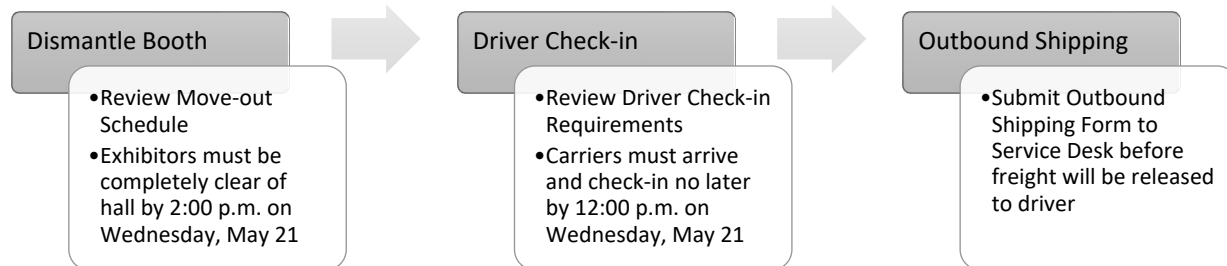 Dismantle Booth
•Review Move-out
Schedule
•Exhibitors must be
completely clear of
hall by 2:00 p.m. on
Wednesday, May 21
Driver Check-in
•Review Driver Check-in
Requirements
•Carriers must arrive
and check-in no later
by 12:00 p.m. on
Wednesday, May 21
Outbound Shipping
•Submit Outbound
Shipping Form to
Service Desk before
freight will be released
to driver